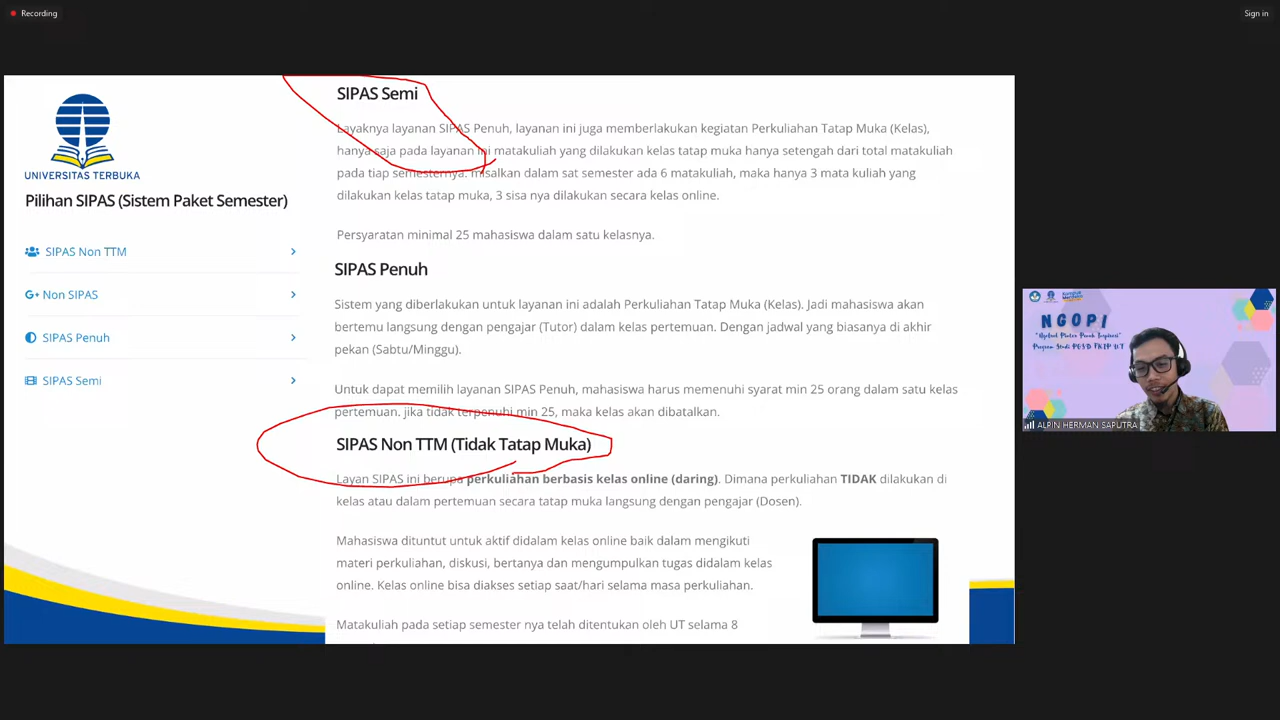 Recording
Sign in
UNIVERSITAS TERBUKA
Pilihan SIPAS (Sistem Paket Semester)
SIPAS Non TTM
Non SIPAS
SIPAS Penuh
SIPAS Semi
SIPAS Semi
Layaknya layanan SIPAS Penuh, layanan ini juga memberlakukan kegiatan Perkuliahan Tatap Muka (Kelas),
hanya saja pada layanan ini matakuliah yang dilakukan kelas tatap muka hanya setengah dari total matakuliah
pada tiap semesternya. misalkan dalam sat semester ada 6 matakuliah, maka hanya 3 mata kuliah yang
dilakukan kelas tatap muka, 3 sisa nya dilakukan secara kelas online.
Persyaratan minimal 25 mahasiswa dalam satu kelasnya.
SIPAS Penuh
Sistem yang diberlakukan untuk layanan ini adalah Perkuliahan Tatap Muka (Kelas). Jadi mahasiswa akan
bertemu langsung dengan pengajar (Tutor) dalam kelas pertemuan. Dengan jadwal yang biasanya di akhir
pekan (Sabtu/Minggu).
Untuk dapat memilih layanan SIPAS Penuh, mahasiswa harus memenuhi syarat min 25 orang dalam satu kelas
pertemuan. jika tidak terpenuhi min 25, maka kelas akan dibatalkan.
SIPAS Non TTM (Tidak Tatap Muka)
Layan SIPAS ini berupa perkuliahan berbasis kelas online (daring). Dimana perkuliahan TIDAK dilakukan di
kelas atau dalam pertemuan secara tatap muka langsung dengan pengajar (Dosen).
Mahasiswa dituntut untuk aktif didalam kelas online baik dalam mengikuti
materi perkuliahan, diskusi, bertanya dan mengumpulkan tugas didalam kelas
online. Kelas online bisa diakses setiap saat/hari selama masa perkuliahan.
Matakuliah pada setiap semester nya telah ditentukan oleh UT selama 8
NGOPI
Program Studi PGSD FKIP UT
ALPIN HERMAN SAPUTRA